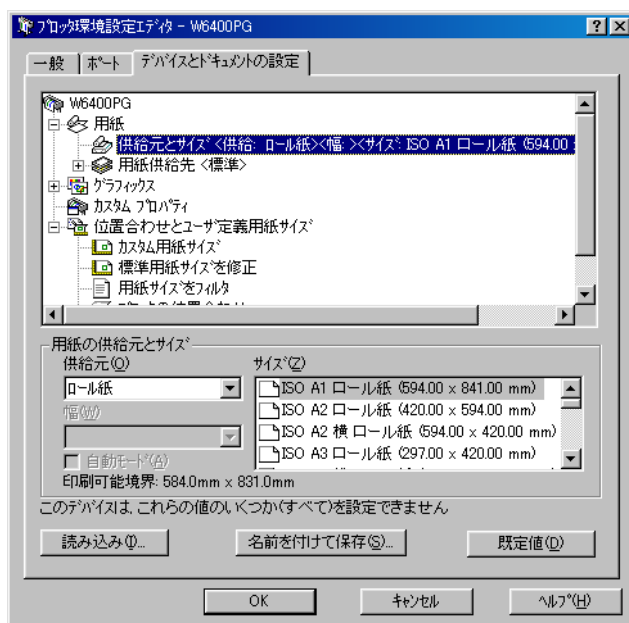 ﾌﾟﾛｯﾀ環境設定ｴﾃﾞｨﾀ - W6400PG
一般 ﾎﾟｰﾄ ﾃﾞﾊﾞｲｽとﾄﾞｷｭﾒﾝﾄの設定
W6400PG
用紙
供給元とｻｲｽﾞ <供給: ﾛｰﾙ紙><幅: ><ｻｲｽﾞ: ISO A1 ロール紙 (594.00
用紙供給先 <標準>
ｸﾞﾗﾌｨｯｸｽ
ｶｽﾀﾑ ﾌﾟﾛﾊﾟﾃｨ
位置合わせとﾕｰｻﾞ定義用紙ｻｲｽﾞ
ｶｽﾀﾑ用紙ｻｲｽﾞ
標準用紙ｻｲｽﾞを修正
用紙ｻｲｽﾞをﾌｨﾙﾀ
用紙の供給元とｻｲｽﾞ
供給元(O) ｻｲｽﾞ(Z)
ﾛｰﾙ紙
幅(W)
自動ﾓｰﾄﾞ(A)
ISO A1 ロール紙 (594.00 x 841.00 mm)
ISO A2 ロール紙 (420.00 x 594.00 mm)
ISO A2 横 ロール紙 (594.00 x 420.00 mm)
ISO A3 ロール紙 (297.00 x 420.00 mm)
印刷可能境界: 584.0mm x 831.0mm
このﾃﾞﾊﾞｲｽは、これらの値のいくつか(すべて)を設定できません
読み込み(I)... 名前を付けて保存(S)... 既定値(D)
OK ｷｬﾝｾﾙ ﾍﾙﾌﾟ(H)